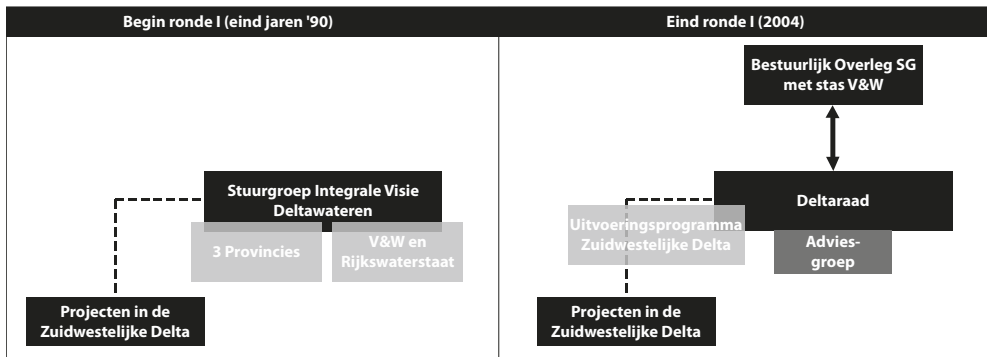 Begin ronde I (eind jaren '90)
Stuurgroep Integrale Visie
Deltawateren
3 Provincies
V&W en
Rijkswaterstaat
Projecten in de
Zuidwestelijke Delta
Eind ronde I (2004)
Bestuurlijk Overleg SG
met stas V&W
Deltaraad
Uitvoeringsprogramma
Zuidwestelijke Delta
Advies-
groep
Projecten in de
Zuidwestelijke Delta